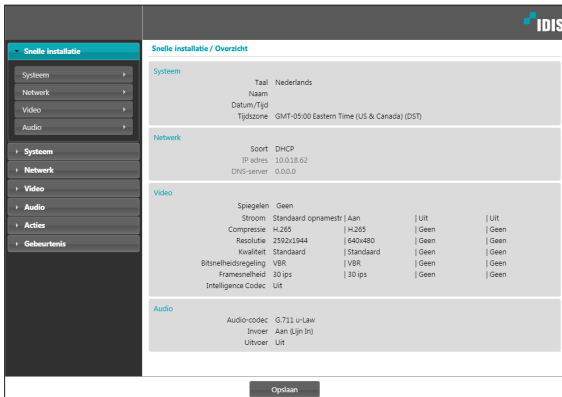 IDIS
Snelle installatie
Systeem
Netwerk
Video
Audio
Systeem
Netwerk
Video
Audio
Acties
Gebeurtenis
Snelle installatie / Overzicht
Systeem
Taal Nederlands
Naam
Datum/Tijd
Tijdszone GMT-05:00 Eastern Time (US & Canada) (DST)
Netwerk
Soort DHCP
IP adres 10.0.18.62
DNS-server 0.0.0.0
Video
Spiegelen Geen
Stroom Standaard opnamestr | Aan | Uit | Uit
Compressie H.265 | H.265 | Geen | Geen
Resolutie 2592x1944 | 640x480 | Geen | Geen
Kwaliteit Standaard | Standaard | Geen | Geen
Bitsnelheidsregeling VBR | VBR | Geen | Geen
Framesnelheid 30 ips | 30 ips | Geen | Geen
Intelligence Codec Uit
Audio
Audio-codec G.711 u-Law
Invoer Aan (Lijn In)
Uitvoer Uit
Opslaan